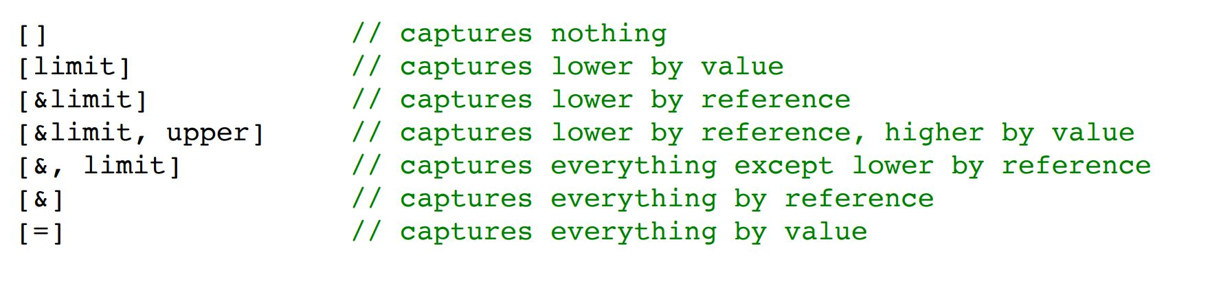 [] // captures nothing
[limit] // captures lower by value
[&limit] // captures lower by reference
[&limit, upper] // captures lower by reference, higher by value
[&, limit] // captures everything except lower by reference
[&] // captures everything by reference
[=] // captures everything by value